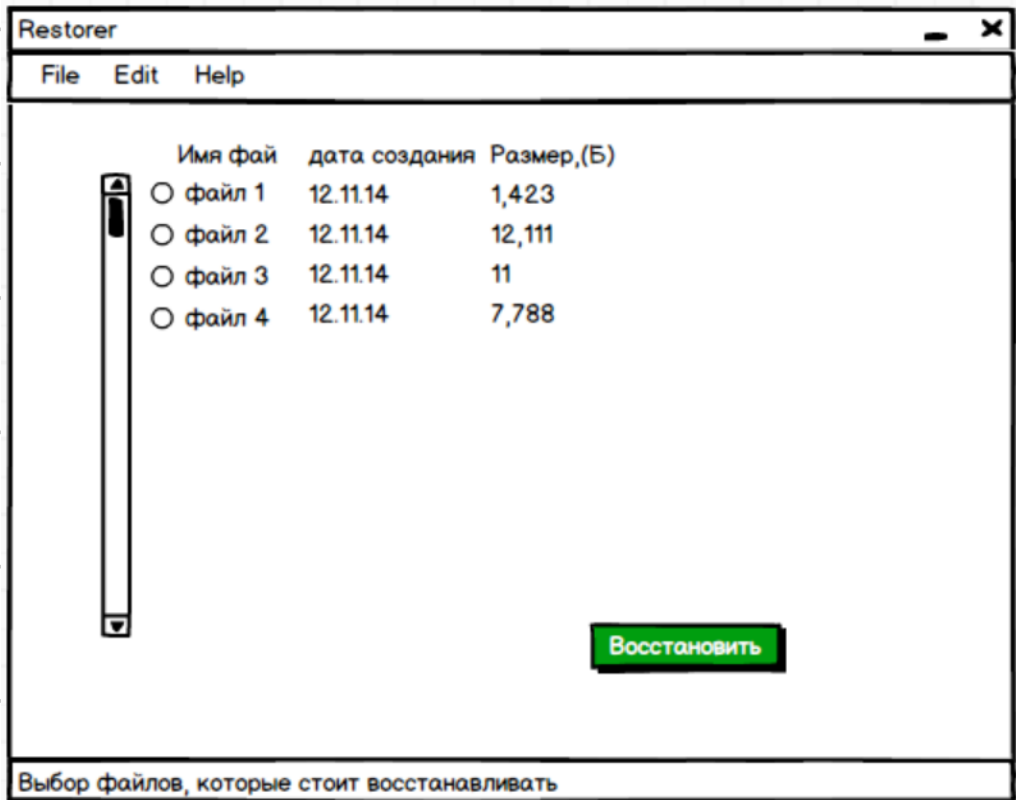 Restorer
File Edit Help
Имя фай дата создания Размер,(Б)
файл 1 12.11.14 1,423
файл 2 12.11.14 12,111
файл 3 12.11.14 11
файл 4 12.11.14 7,788
Восстановить
Выбор файлов, которые стоит восстанавливать